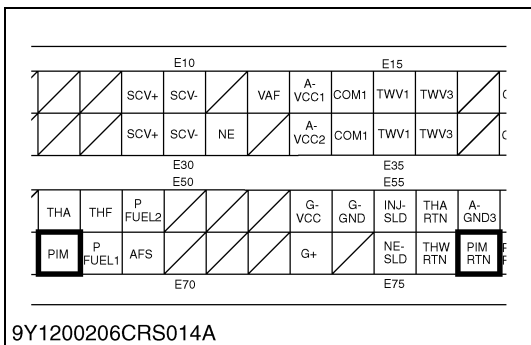 E10 E15
SCV+ SCV- VAF A-VCC1 COM1 TWV1 TWV3
SCV+ SCV- NE A-VCC2 COM1 TWV1 TWV3
E30 E35
E50 E55
THA THF P FUEL2 G-VCC G-GND INJ-SLD THA RTN A-GND3
PIM P FUEL1 AFS G+ NE-SLD THW RTN PIM RTN
E70 E75
9Y1200206CRS014A